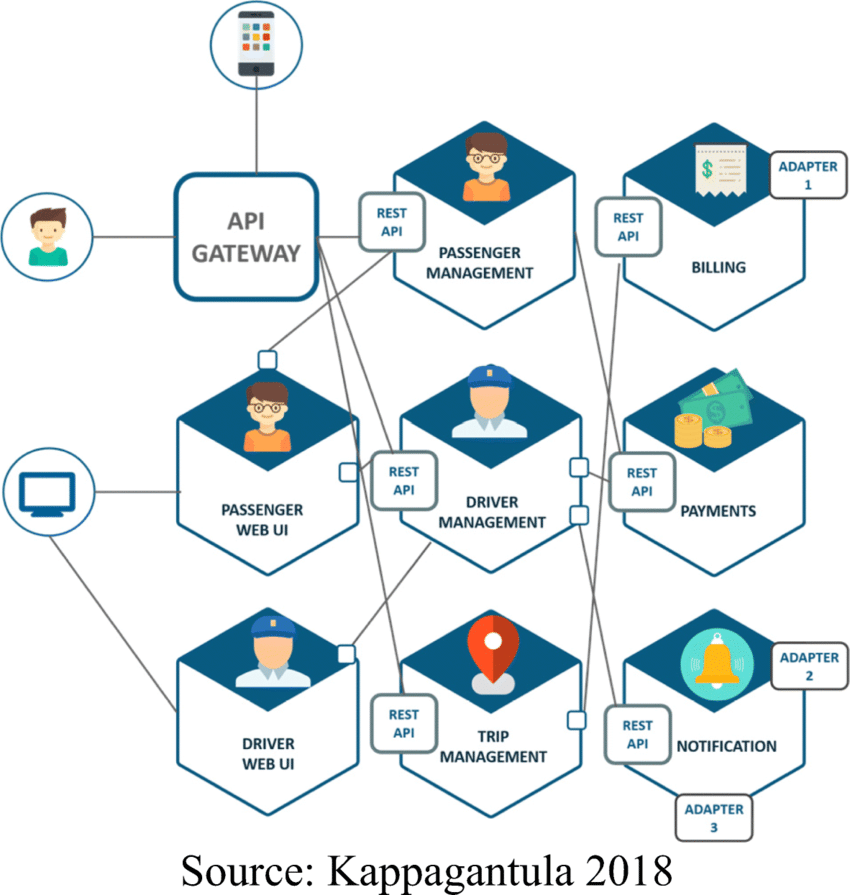 API
GATEWAY
REST
API
PASSENGER
MANAGEMENT
REST
API
BILLING
ADAPTER
1
PASSENGER
WEB UI
REST
API
DRIVER
MANAGEMENT
REST
API
PAYMENTS
DRIVER
WEB UI
REST
API
TRIP
MANAGEMENT
REST
API
NOTIFICATION
ADAPTER
2
ADAPTER
3
Source: Kappagantula 2018